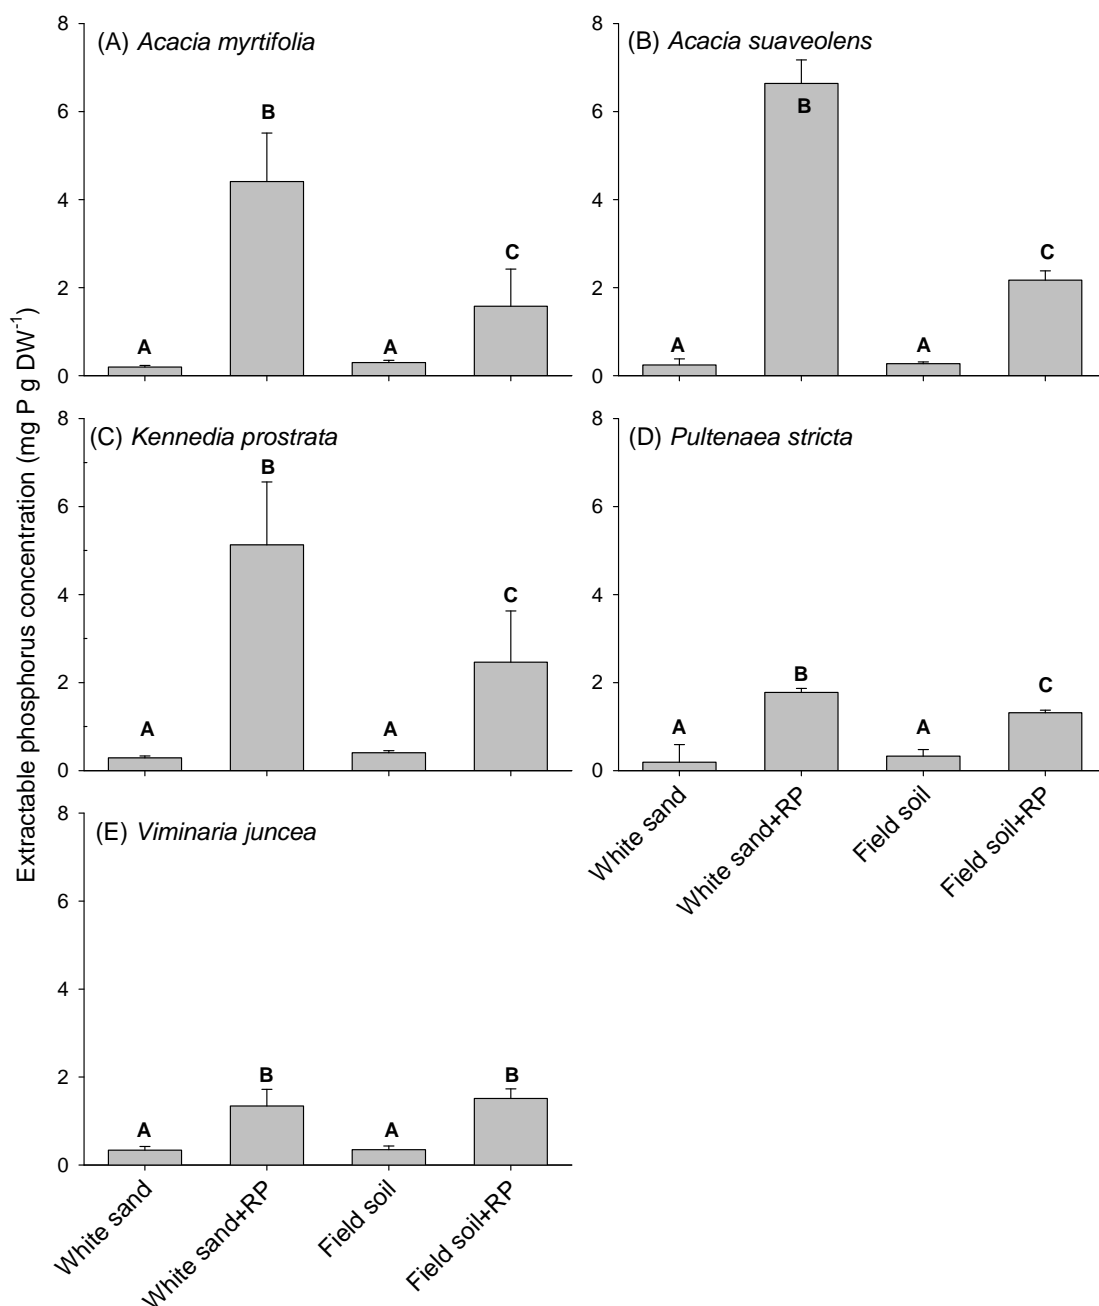 Extractable phosphorus concentration (mg P g DW⁻¹)
(A) Acacia myrtifolia
8
6
4
2
0
A
B
A
C
(B) Acacia suaveolens
8
6
4
2
0
A
B
A
C
(C) Kennedia prostrata
8
6
4
2
0
A
B
A
C
(D) Pultenaea stricta
8
6
4
2
0
A
B
A
C
White sand
White sand+RP
Field soil
Field soil+RP
(E) Viminaria juncea
8
6
4
2
0
A
B
A
B
White sand
White sand+RP
Field soil
Field soil+RP